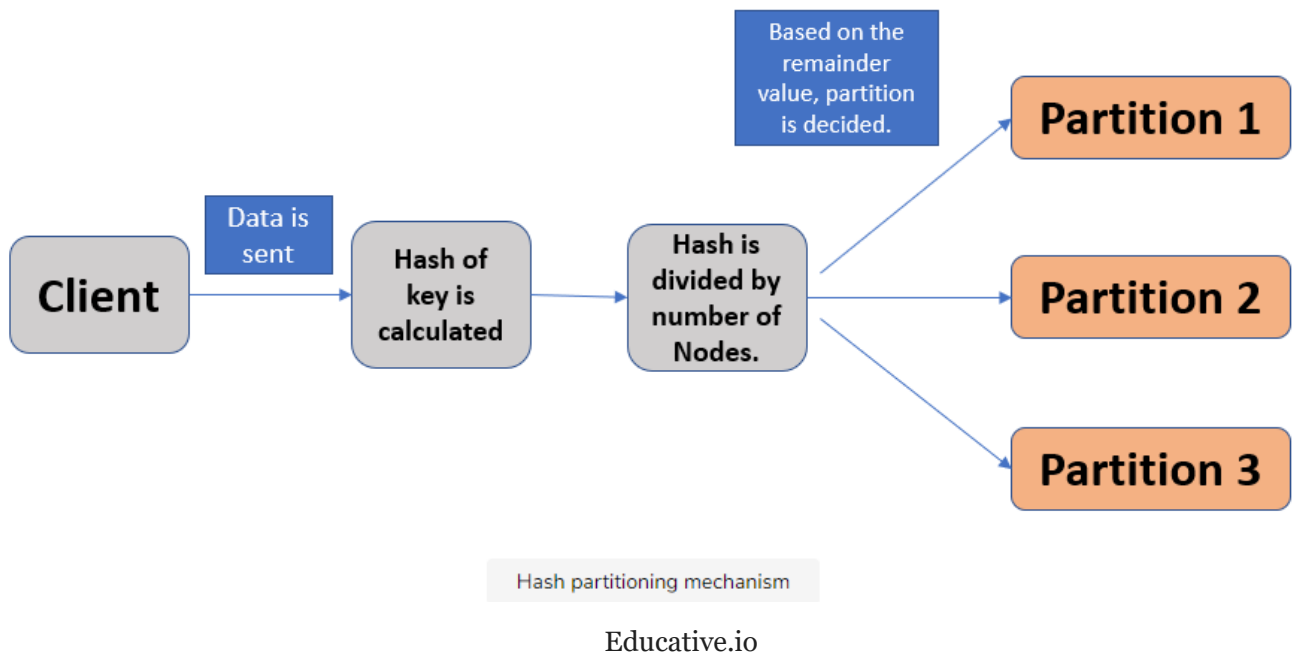 Client
Data is
sent
Hash of
key is
calculated
Hash is
divided by
number of
Nodes.
Based on the
remainder
value, partition
is decided.
Partition 1
Partition 2
Partition 3
Hash partitioning mechanism
Educative.io